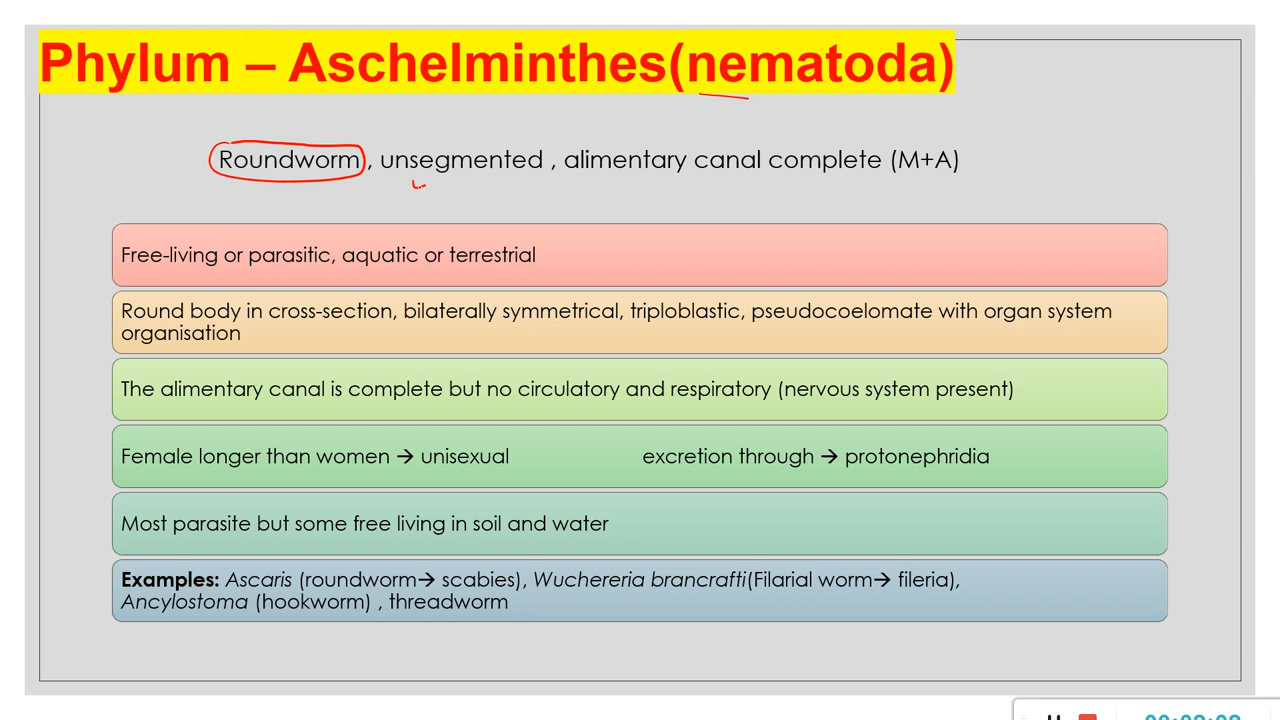 Phylum – Aschelminthes(nematoda)
Roundworm , unsegmented , alimentary canal complete (M+A)
Free-living or parasitic, aquatic or terrestrial
Round body in cross-section, bilaterally symmetrical, triploblastic, pseudocoelomate with organ system
organisation
The alimentary canal is complete but no circulatory and respiratory (nervous system present)
Female longer than women → unisexual excretion through → protonephridia
Most parasite but some free living in soil and water
Examples: Ascaris (roundworm→ scabies), Wuchereria brancrafti(Filarial worm→ fileria),
Ancylostoma (hookworm) , threadworm